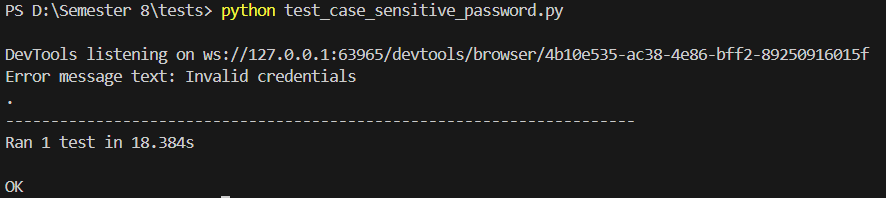 PS D:\Semester 8\tests> python test_case_sensitive_password.py
DevTools listening on ws://127.0.0.1:63965/devtools/browser/4b10e535-ac38-4e86-bff2-89250916015f
Error message text: Invalid credentials
.
----------------------------------------------------------------------
Ran 1 test in 18.384s
OK